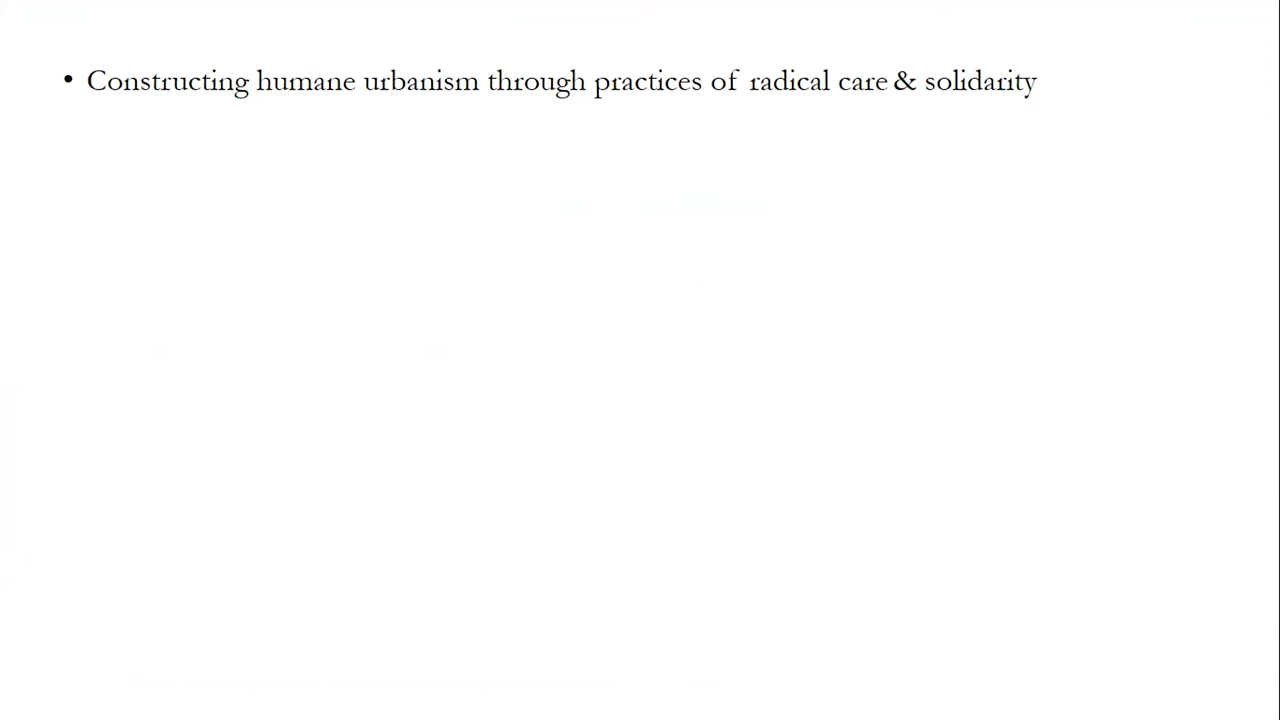 • Constructing humane urbanism through practices of radical care & solidarity